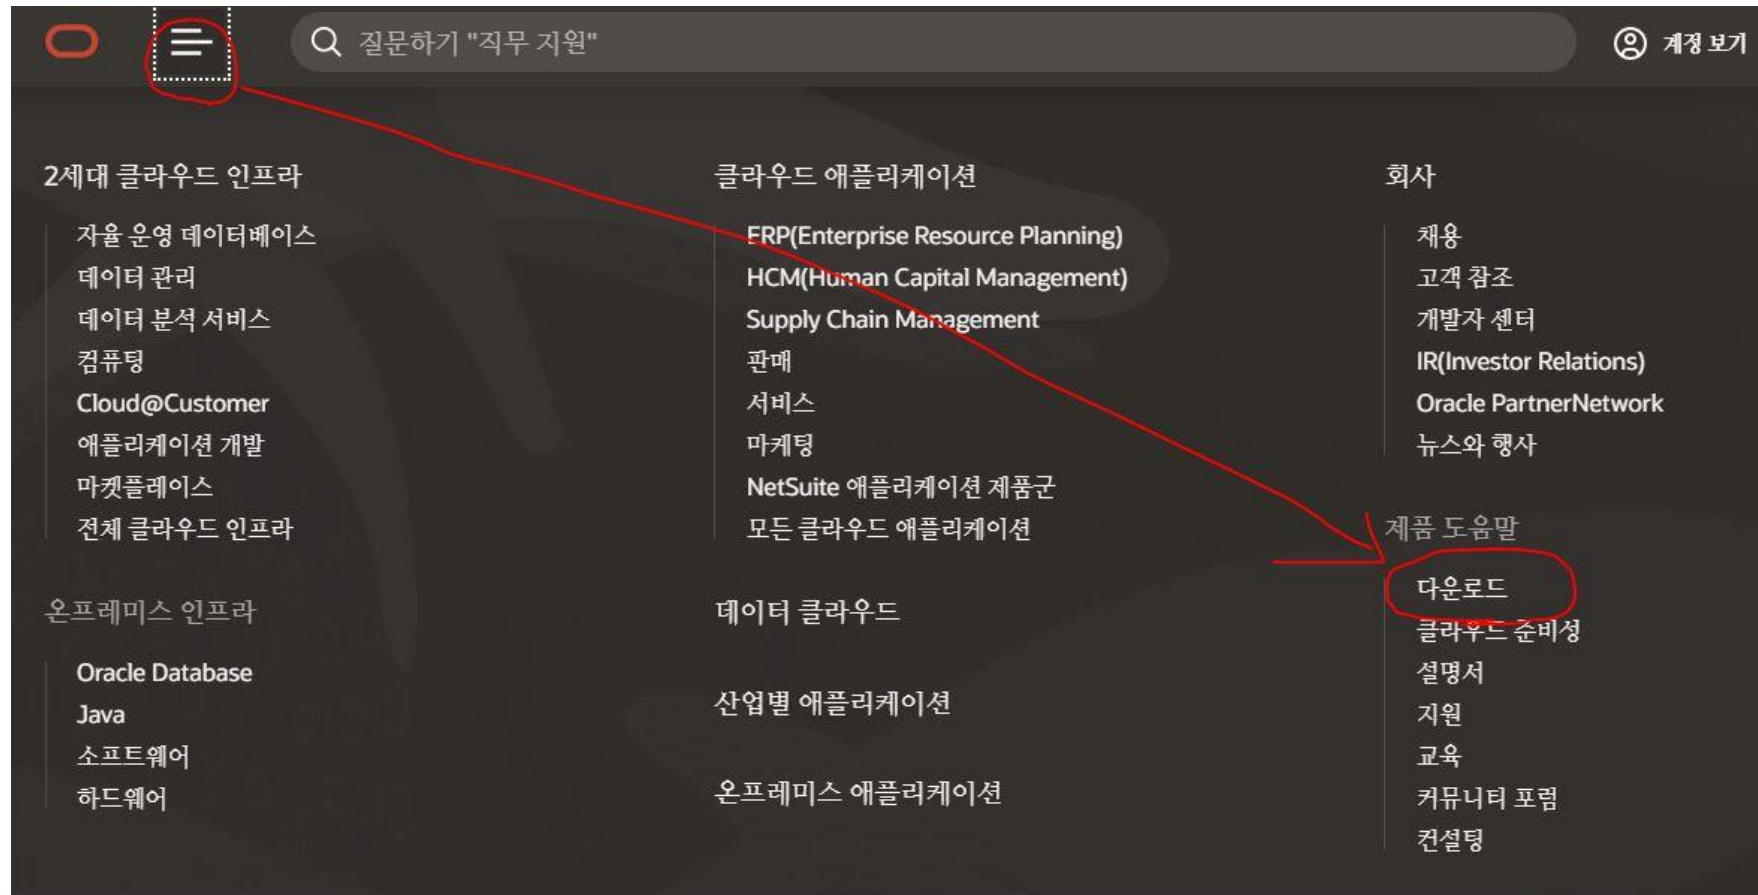 질문하기 "직무 지원"
계정 보기
2세대 클라우드 인프라
자율 운영 데이터베이스
데이터 관리
데이터 분석 서비스
컴퓨팅
Cloud@Customer
애플리케이션 개발
마켓플레이스
전체 클라우드 인프라
온프레미스 인프라
Oracle Database
Java
소프트웨어
하드웨어
클라우드 애플리케이션
ERP(Enterprise Resource Planning)
HCM(Human Capital Management)
Supply Chain Management
판매
서비스
마케팅
NetSuite 애플리케이션 제품군
모든 클라우드 애플리케이션
데이터 클라우드
산업별 애플리케이션
온프레미스 애플리케이션
회사
채용
고객 참조
개발자 센터
IR(Investor Relations)
Oracle PartnerNetwork
뉴스와 행사
제품 도움말
다운로드
클라우드 준비성
설명서
지원
교육
커뮤니티 포럼
컨설팅